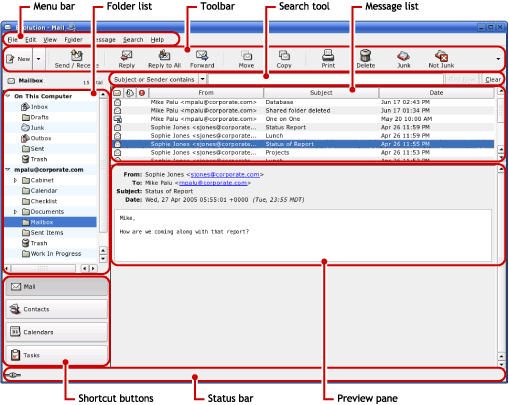 Menu bar
Folder list
Toolbar
Search tool
Message list
Evolution - Mail
File Edit View Folder Message Search Help
New
Send / Receive
Reply
Reply to All
Forward
Move
Copy
Print
Delete
Junk
Not Junk
Mailbox
Subject or Sender contains
Clear
On This Computer
Inbox
Drafts
Junk
Outbox
Sent
Trash
mpalu@corporate.com
Cabinet
Calendar
Checklist
Documents
Mailbox
Sent Items
Trash
Work In Progress
From Subject Date
Mike Palu <mpalu@corporate.com> Database Jun 17 02:43 PM
Mike Palu <mpalu@corporate.com> Shared folder deleted Jun 17 01:34 PM
Mike Palu <mpalu@corporate.com> One on One May 20 10:00 AM
Sophie Jones <sjones@corporate... Status Report Apr 26 11:59 PM
Sophie Jones <sjones@corporate... Lunch Apr 26 11:59 PM
Sophie Jones <sjones@corporate... Status of Report Apr 26 11:55 PM
Sophie Jones <sjones@corporate... Projects Apr 26 11:53 PM
From: Sophie Jones <sjones@corporate.com>
To: Mike Palu <mpalu@corporate.com>
Subject: Status of Report
Date: Wed, 27 Apr 2005 05:55:01 +0000 (Tue, 23:55 MDT)
Mike,
How are we coming along with that report?
Mail
Contacts
Calendars
Tasks
Shortcut buttons
Status bar
Preview pane